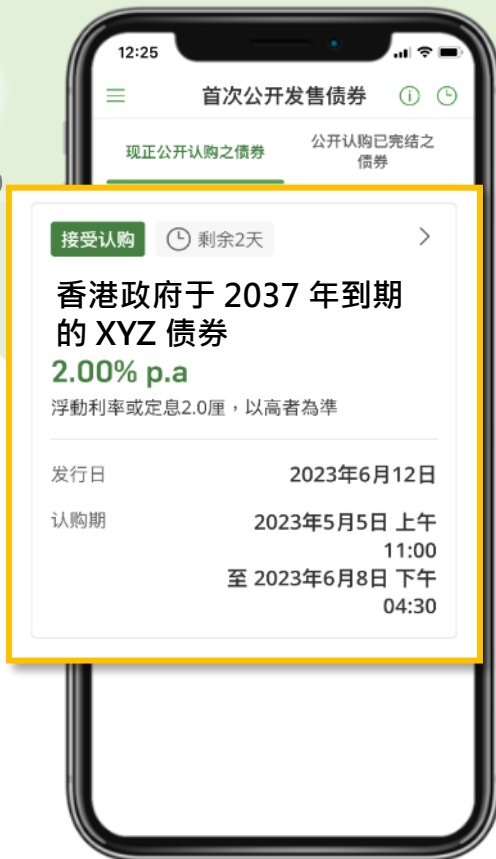 12:25
首次公开发售债券
现正公开认购之债券
公开认购已完结之
债券
接受认购
剩余2天
香港政府于 2037 年到期
的 XYZ 债券
2.00% p.a
浮動利率或定息2.0厘，以高者為準
发行日
2023年6月12日
认购期
2023年5月5日 上午
11:00
至 2023年6月8日 下午
04:30